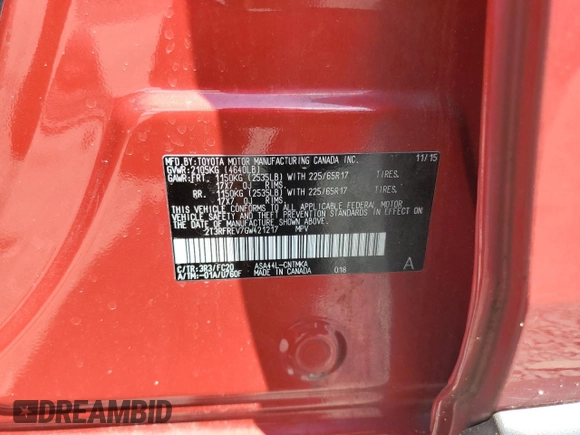 MFD BY:TOYOTA MOTOR MANUFACTURING CANADA INC. 11/15
GVWR:2105KG (4640LB)
GAWR:FRT. 1150KG (2535LB) WITH 225/65R17 TIRES.
17X7 0J RIMS.
RR. 1150KG (2535LB) WITH 225/65R17 TIRES.
17X7 0J RIMS.
THIS VEHICLE CONFORMS TO ALL APPLICABLE FEDERAL MOTOR
VEHICLE SAFETY, BUMPER, AND THEFT PREVENTION STANDARDS IN EFFECT ON
THE DATE OF MANUFACTURE SHOWN ABOVE.
2T3RFREV7GW421217 MPV
C/TR:3R3/FC20 ASA44L-CNTMKA
A/TM:-01A/U760F MADE IN CANADA 018 A
DREAMBID